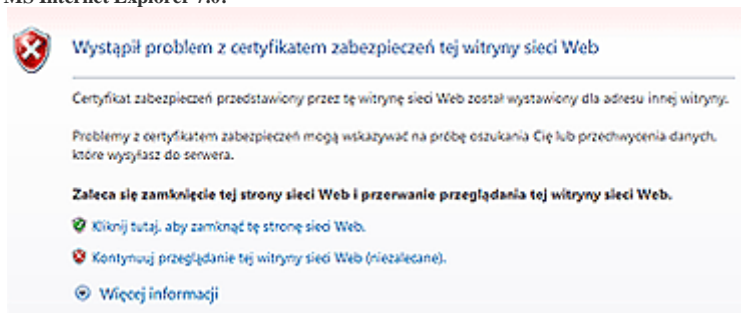 MS Internet Explorer 7.0:
Wystąpił problem z certyfikatem zabezpieczeń tej witryny sieci Web
Certyfikat zabezpieczeń przedstawiony przez tę witrynę sieci Web został wystawiony dla adresu innej witryny.
Problemy z certyfikatem zabezpieczeń mogą wskazywać na próbę oszukania Cię lub przechwycenia danych,
które wysyłasz do serwera.
Zaleca się zamknięcie tej strony sieci Web i przerwanie przeglądania tej witryny sieci Web.
Kliknij tutaj, aby zamknąć tę stronę sieci Web.
Kontynuuj przeglądanie tej witryny sieci Web (niezalecane).
Więcej informacji